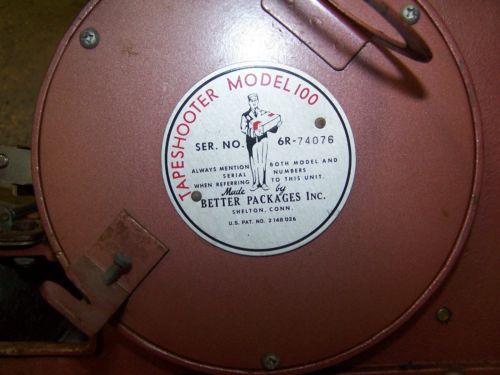 TAPESHOOTER MODEL 100
SER. NO. 6R-74076
ALWAYS MENTION BOTH MODEL AND
SERIAL NUMBERS
WHEN REFERRING TO THIS UNIT.
Made by
BETTER PACKAGES INC.
SHELTON, CONN.
U.S. PAT. NO. 2 148 026